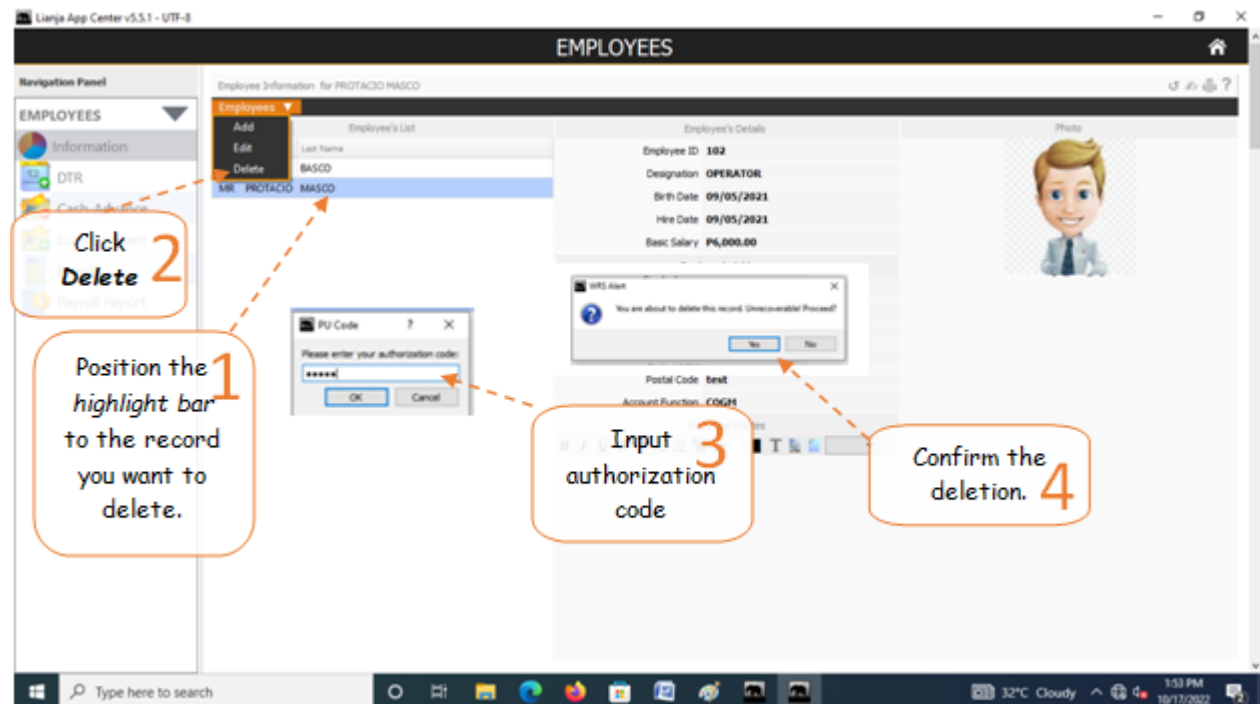 Lianja App Center v5.5.1 - UTF-8
EMPLOYEES
Navigation Panel
Employee Information for PROTACIO MASCO
EMPLOYEES
Employees
Add
Edit
Delete
Employee's List
Last Name
BASCO
MR PROTACIO MASCO
Employee's Details
Employee ID 102
Designation OPERATOR
Birth Date 09/05/2021
Hire Date 09/05/2021
Basic Salary P6,000.00
Photo
Information
DTR
Cash-Advance
Payroll Report
Click
Delete
2
Position the
highlight bar
to the record
you want to
delete.
1
PU Code
Please enter your authorization code:
*****
OK Cancel
WRS Alert
You are about to delete this record. Unrecoverable! Proceed?
Yes No
Postal Code test
Account Function COGM
Input
authorization
code
3
Confirm the
deletion.
4
Type here to search
32°C Cloudy
1:53 PM
10/17/2022